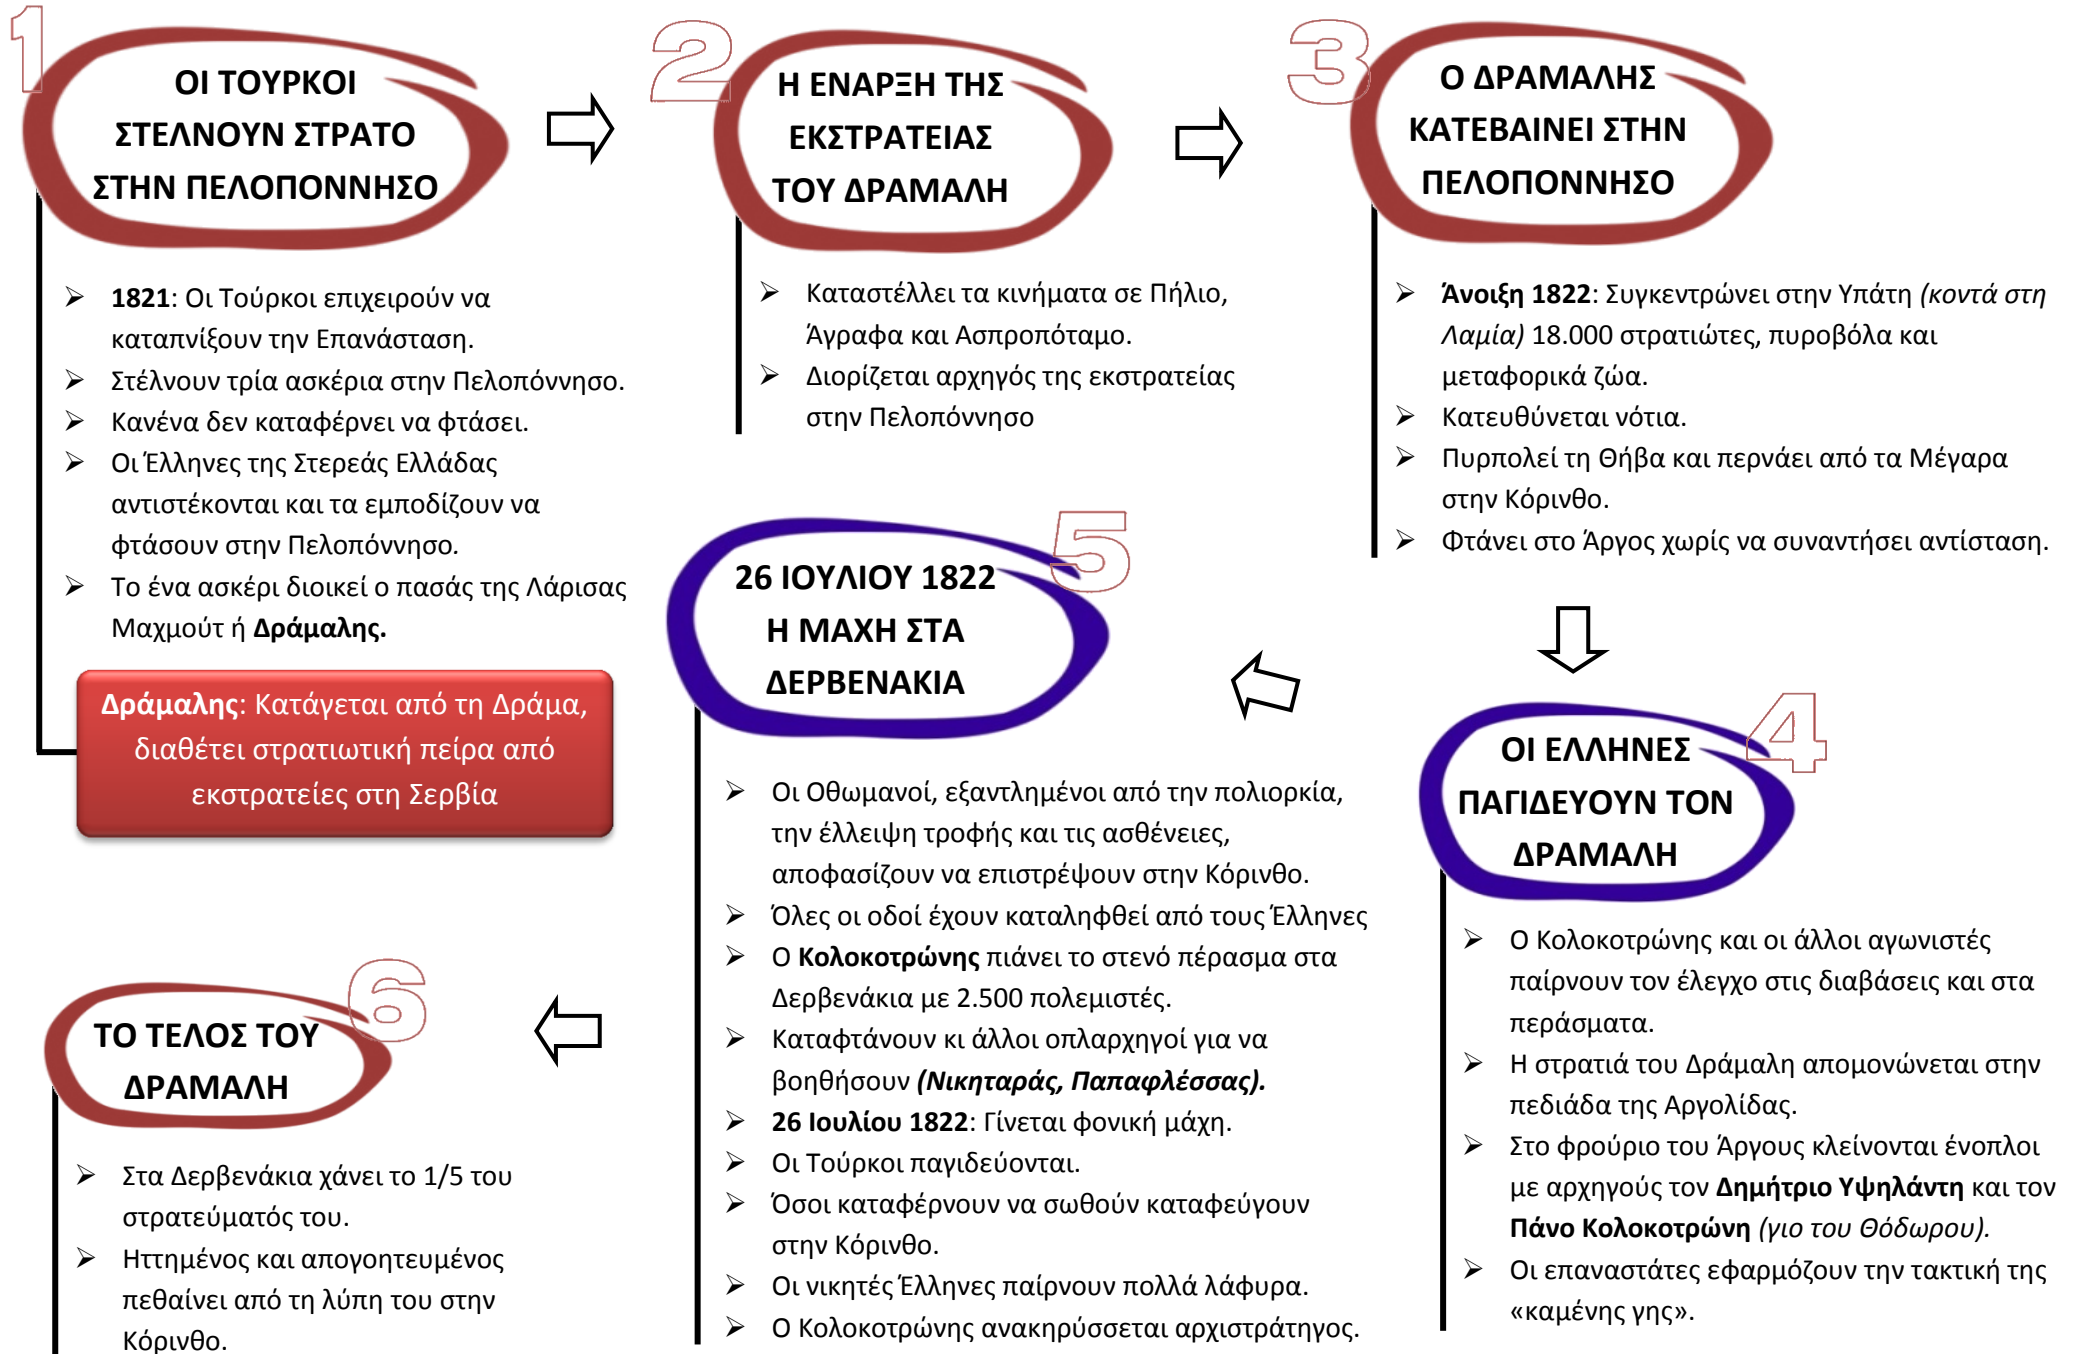 1
ΟΙ ΤΟΥΡΚΟΙ
ΣΤΕΛΝΟΥΝ ΣΤΡΑΤΟ
ΣΤΗΝ ΠΕΛΟΠΟΝΝΗΣΟ
➢ 1821: Οι Τούρκοι επιχειρούν να
καταπνίξουν την Επανάσταση.
➢ Στέλνουν τρία ασκέρια στην Πελοπόννησο.
➢ Κανένα δεν καταφέρνει να φτάσει.
➢ Οι Έλληνες της Στερεάς Ελλάδας
αντιστέκονται και τα εμποδίζουν να
φτάσουν στην Πελοπόννησο.
➢ Το ένα ασκέρι διοικεί ο πασάς της Λάρισας
Μαχμούτ ή Δράμαλης.
Δράμαλης: Κατάγεται από τη Δράμα,
διαθέτει στρατιωτική πείρα από
εκστρατείες στη Σερβία
2
Η ΕΝΑΡΞΗ ΤΗΣ
ΕΚΣΤΡΑΤΕΙΑΣ
ΤΟΥ ΔΡΑΜΑΛΗ
➢ Καταστέλλει τα κινήματα σε Πήλιο,
Άγραφα και Ασπροπόταμο.
➢ Διορίζεται αρχηγός της εκστρατείας
στην Πελοπόννησο
3
Ο ΔΡΑΜΑΛΗΣ
ΚΑΤΕΒΑΙΝΕΙ ΣΤΗΝ
ΠΕΛΟΠΟΝΝΗΣΟ
➢ Άνοιξη 1822: Συγκεντρώνει στην Υπάτη (κοντά στη
Λαμία) 18.000 στρατιώτες, πυροβόλα και
μεταφορικά ζώα.
➢ Κατευθύνεται νότια.
➢ Πυρπολεί τη Θήβα και περνάει από τα Μέγαρα
στην Κόρινθο.
➢ Φτάνει στο Άργος χωρίς να συναντήσει αντίσταση.
4
ΟΙ ΕΛΛΗΝΕΣ
ΠΑΓΙΔΕΥΟΥΝ ΤΟΝ
ΔΡΑΜΑΛΗ
➢ Ο Κολοκοτρώνης και οι άλλοι αγωνιστές
παίρνουν τον έλεγχο στις διαβάσεις και στα
περάσματα.
➢ Η στρατιά του Δράμαλη απομονώνεται στην
πεδιάδα της Αργολίδας.
➢ Στο φρούριο του Άργους κλείνονται ένοπλοι
με αρχηγούς τον Δημήτριο Υψηλάντη και τον
Πάνο Κολοκοτρώνη (γιο του Θόδωρου).
➢ Οι επαναστάτες εφαρμόζουν την τακτική της
«καμένης γης».
5
26 ΙΟΥΛΙΟΥ 1822
Η ΜΑΧΗ ΣΤΑ
ΔΕΡΒΕΝΑΚΙΑ
➢ Οι Οθωμανοί, εξαντλημένοι από την πολιορκία,
την έλλειψη τροφής και τις ασθένειες,
αποφασίζουν να επιστρέψουν στην Κόρινθο.
➢ Όλες οι οδοί έχουν καταληφθεί από τους Έλληνες
➢ Ο Κολοκοτρώνης πιάνει το στενό πέρασμα στα
Δερβενάκια με 2.500 πολεμιστές.
➢ Καταφτάνουν κι άλλοι οπλαρχηγοί για να
βοηθήσουν (Νικηταράς, Παπαφλέσσας).
➢ 26 Ιουλίου 1822: Γίνεται φονική μάχη.
➢ Οι Τούρκοι παγιδεύονται.
➢ Όσοι καταφέρνουν να σωθούν καταφεύγουν
στην Κόρινθο.
➢ Οι νικητές Έλληνες παίρνουν πολλά λάφυρα.
➢ Ο Κολοκοτρώνης ανακηρύσσεται αρχιστράτηγος.
6
ΤΟ ΤΕΛΟΣ ΤΟΥ
ΔΡΑΜΑΛΗ
➢ Στα Δερβενάκια χάνει το 1/5 του
στρατεύματός του.
➢ Ηττημένος και απογοητευμένος
πεθαίνει από τη λύπη του στην
Κόρινθο.